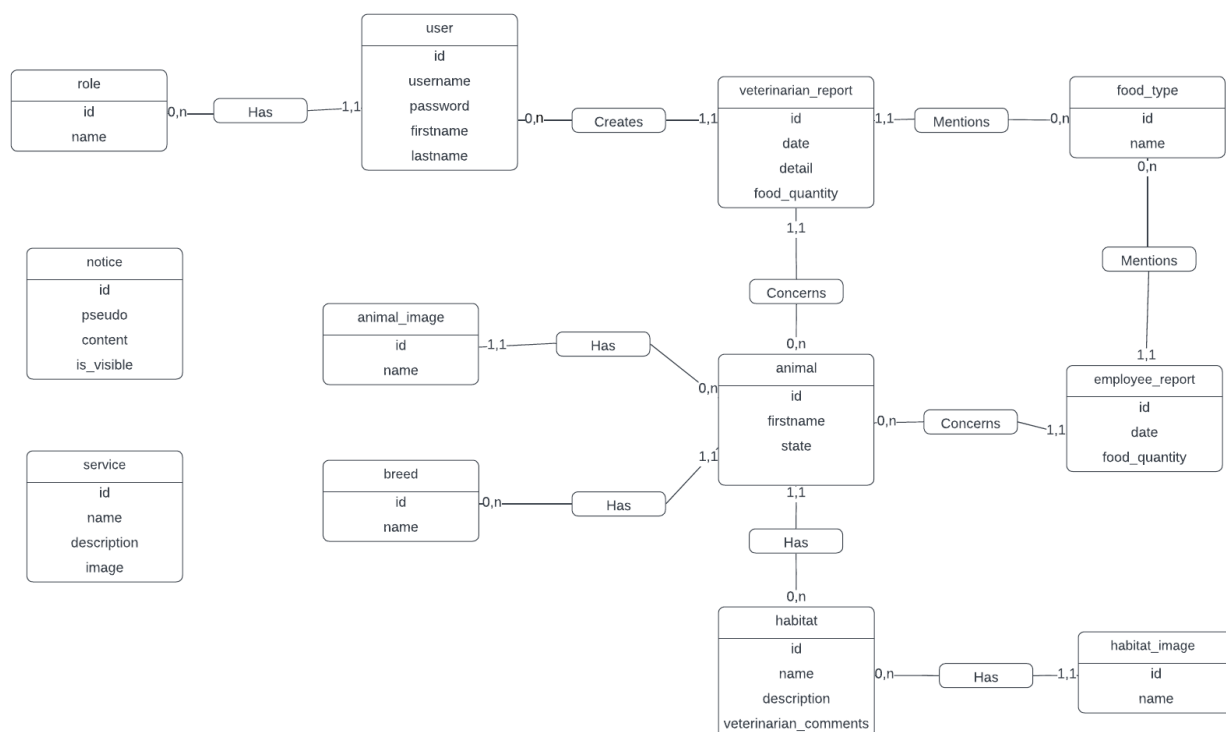 user
id
username
password
firstname
lastname
role
id
name
0,n
Has
1,1
0,n
Creates
1,1
veterinarian_report
id
date
detail
food_quantity
1,1
Mentions
0,n
food_type
id
name
0,n
Mentions
1,1
1,1
Concerns
0,n
notice
id
pseudo
content
is_visible
animal_image
id
name
1,1
Has
0,n
animal
id
firstname
state
0,n
Concerns
1,1
employee_report
id
date
food_quantity
service
id
name
description
image
breed
id
name
0,n
Has
1,1
1,1
Has
0,n
habitat
id
name
description
veterinarian_comments
0,n
Has
1,1
habitat_image
id
name